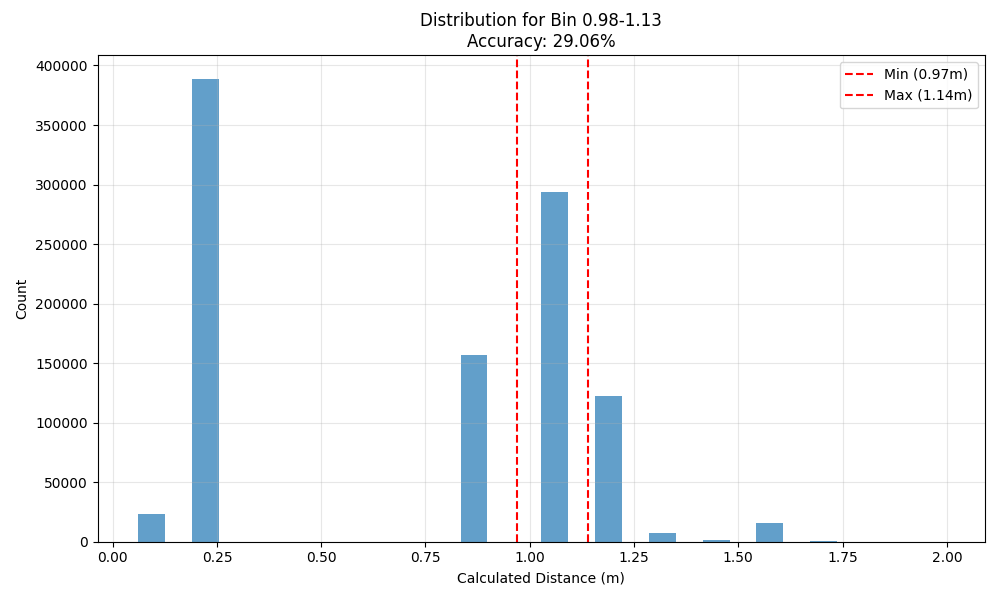 Distribution for Bin 0.98-1.13
Accuracy: 29.06%
Min (0.97m)
Max (1.14m)
400000
350000
300000
250000
200000
150000
100000
50000
0
Count
0.00 0.25 0.50 0.75 1.00 1.25 1.50 1.75 2.00
Calculated Distance (m)